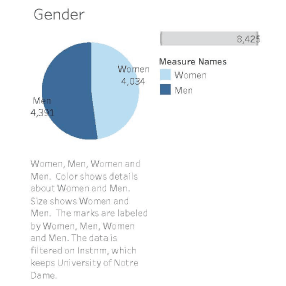 Gender
8,425
Measure Names
Women
Men
Women
4,034
Men
4,391
Women, Men, Women and
Men. Color shows details
about Women and Men.
Size shows Women and
Men. The marks are labeled
by Women, Men, Women
and Men. The data is
filtered on Instnm, which
keeps University of Notre
Dame.